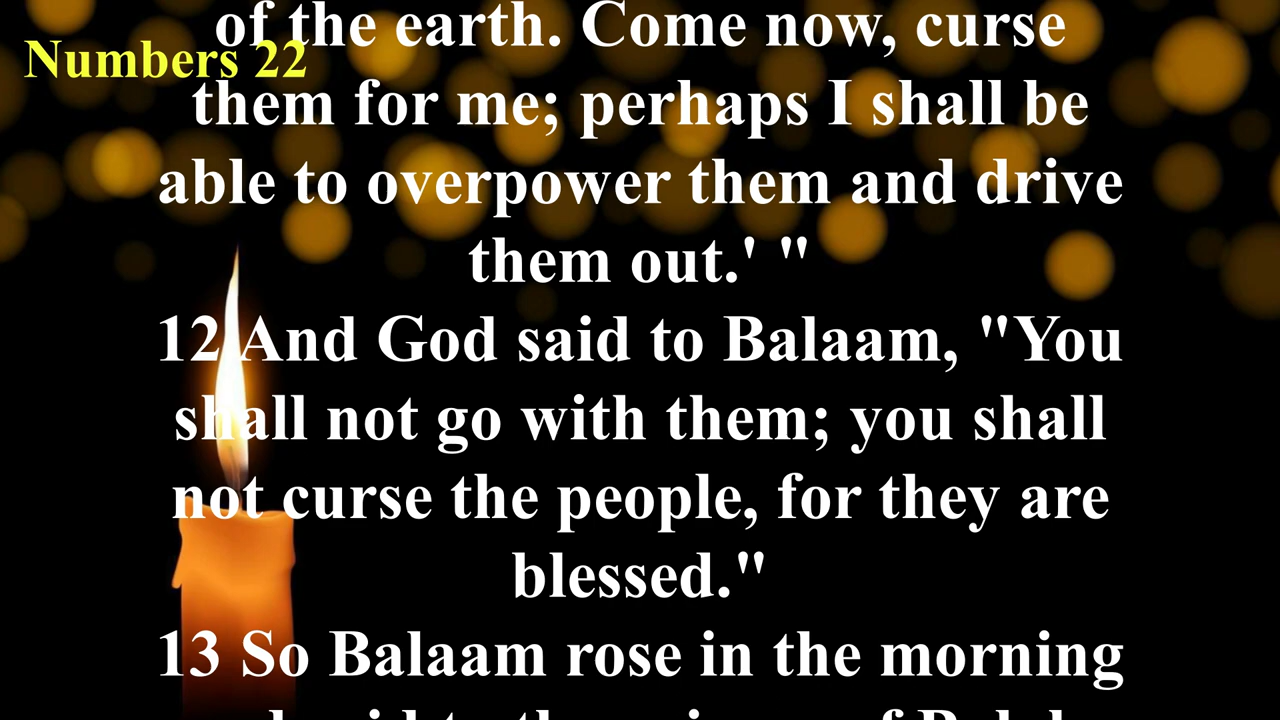 Numbers 22
of the earth. Come now, curse
them for me; perhaps I shall be
able to overpower them and drive
them out.' "
12 And God said to Balaam, "You
shall not go with them; you shall
not curse the people, for they are
blessed."
13 So Balaam rose in the morning